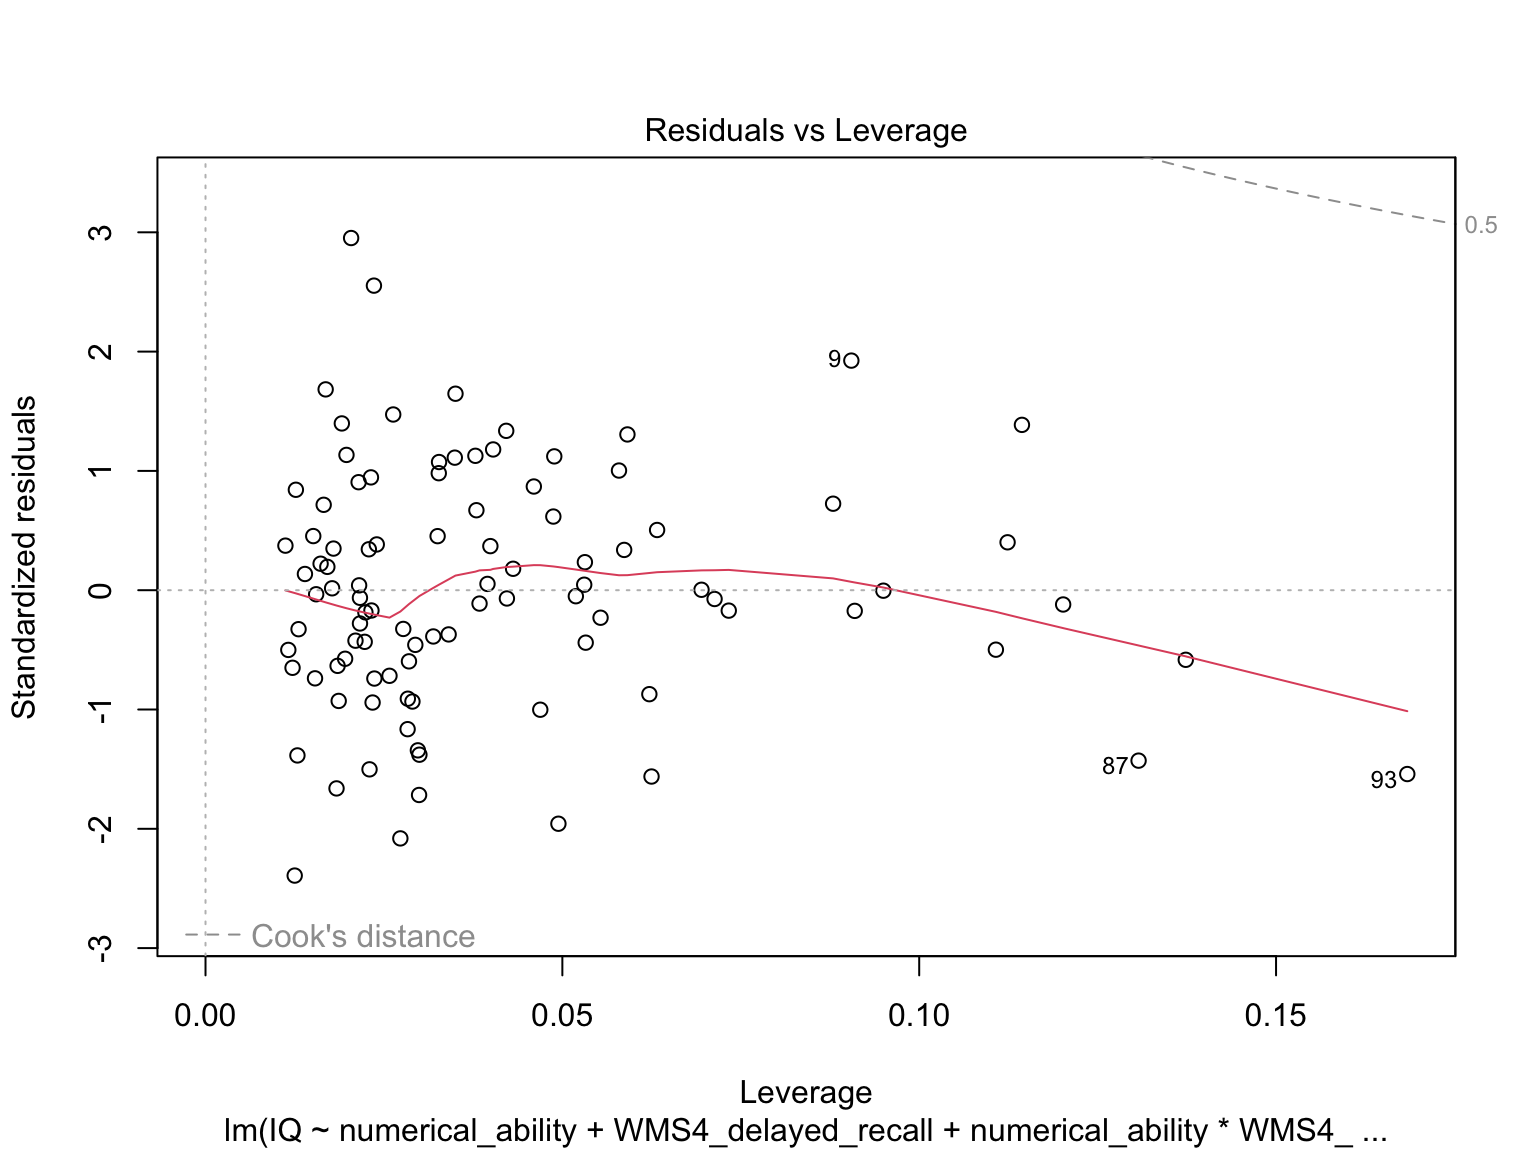 Residuals vs Leverage
0.5
3
2
1
0
-1
-2
-3
Standardized residuals
9
87
93
Cook's distance
0.00 0.05 0.10 0.15
Leverage
lm(IQ ~ numerical_ability + WMS4_delayed_recall + numerical_ability * WMS4_ ...